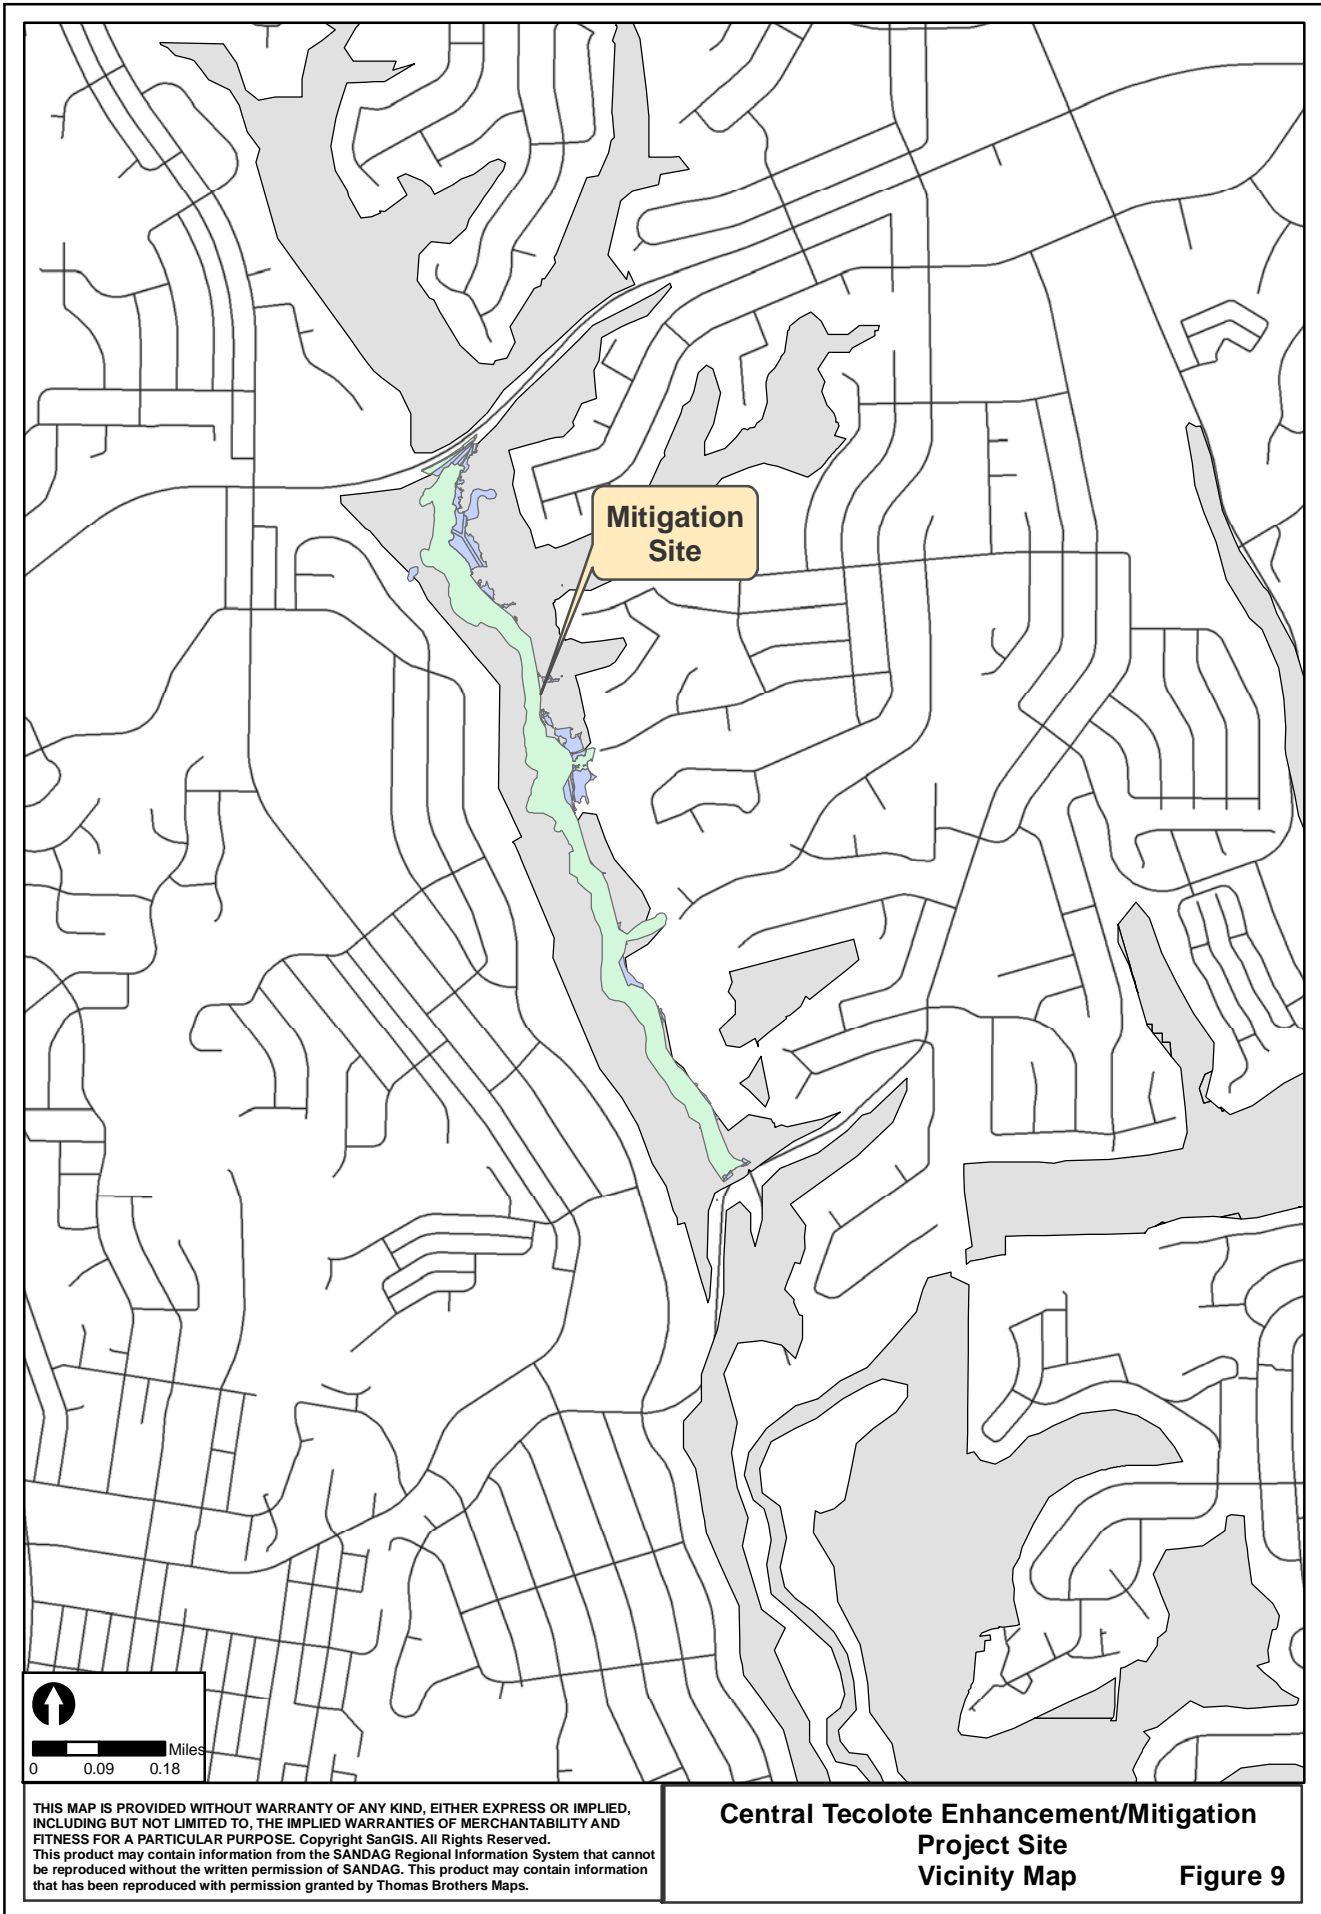 Mitigation
Site
Miles
0 0.09 0.18
THIS MAP IS PROVIDED WITHOUT WARRANTY OF ANY KIND, EITHER EXPRESS OR IMPLIED,
INCLUDING BUT NOT LIMITED TO, THE IMPLIED WARRANTIES OF MERCHANTABILITY AND
FITNESS FOR A PARTICULAR PURPOSE. Copyright SanGIS. All Rights Reserved.
This product may contain information from the SANDAG Regional Information System that cannot
be reproduced without the written permission of SANDAG. This product may contain information
that has been reproduced with permission granted by Thomas Brothers Maps.
Central Tecolote Enhancement/Mitigation
Project Site
Vicinity Map Figure 9